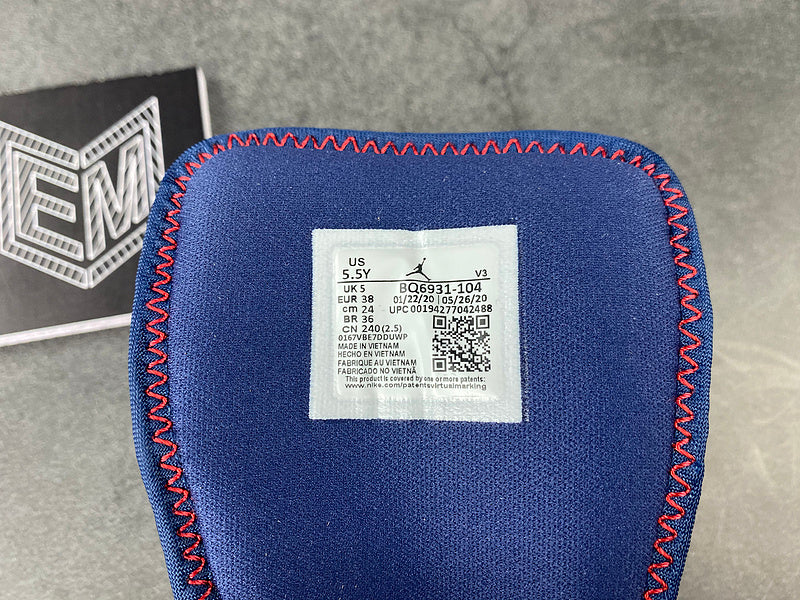 EM
US
5.5Y
V3
UK 5
BQ6931-104
EUR 38
01/22/20 | 05/26/20
cm 24
UPC 00194277042488
BR 36
CN 240(2.5)
0167VBE7DDUWP
MADE IN VIETNAM
HECHO EN VIETNAM
FABRIQUE AU VIETNAM
FABRICADO NO VIETNÃ
This product is covered by one or more patents:
www.nike.com/patentsvirtualmarking